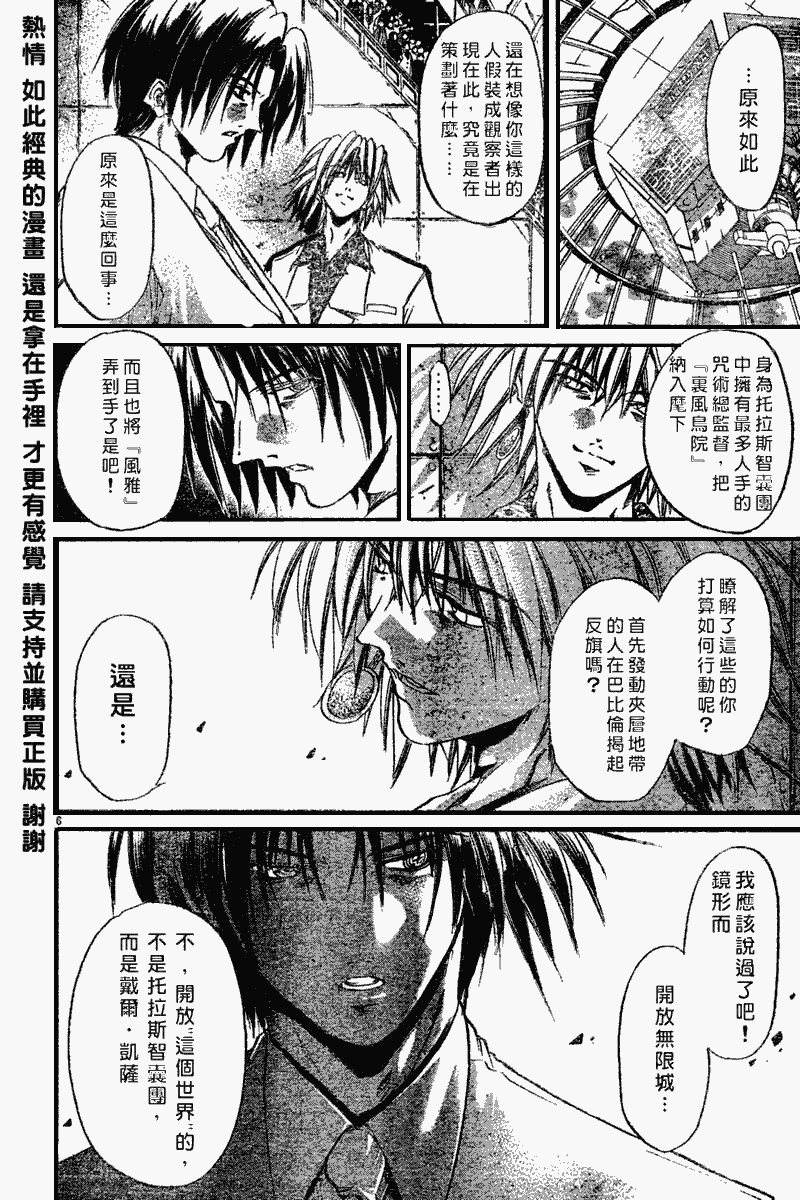 …原來如此
還在想像你這樣的
人假裝成觀察者出
現在此，究竟是在
策劃著什麼……
原來是這麼回事…
身為托拉斯智囊團
中擁有最多人手的
咒術總監督，把
『裏風鳥院』
納入麾下
……
而且也將『風雅』
弄到手了是吧！
瞭解了這些的你
打算如何行動呢？
首先發動夾層地帶
的人在巴比倫揭起
反旗嗎？
還是…
6
我應該說過了吧！
鏡形而
開放無限城…
不，開放"這個世界"的，
不是托拉斯智囊團，
而是戴爾．凱薩
熱情 如此經典的漫畫 還是拿在手裡 才更有感覺 請支持並購買正版 謝謝